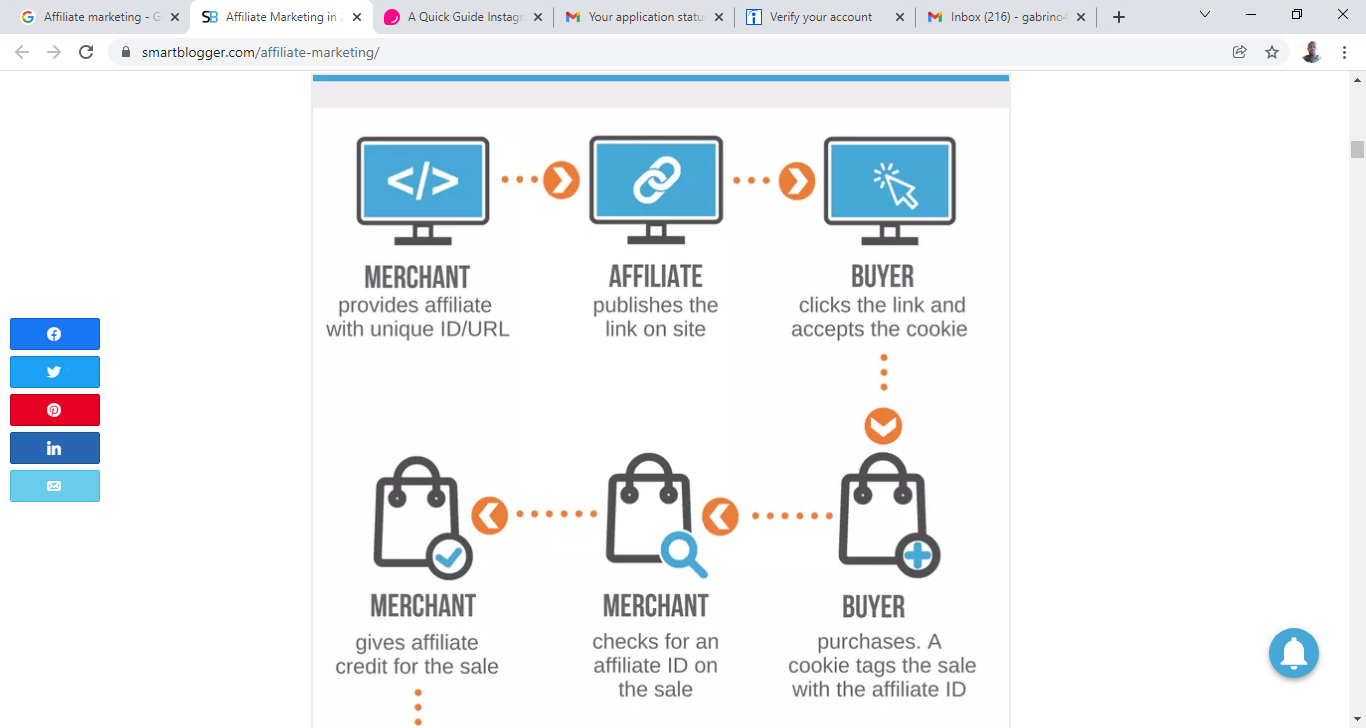 Affiliate marketing - G
SB
Affiliate Marketing in 2
A Quick Guide Instagr
Your application statu
Verify your account
Inbox (216) - gabrino4
smartblogger.com/affiliate-marketing/
</>
MERCHANT
provides affiliate
with unique ID/URL
AFFILIATE
publishes the
link on site
BUYER
clicks the link and
accepts the cookie
in
MERCHANT
gives affiliate
credit for the sale
MERCHANT
checks for an
affiliate ID on
the sale
BUYER
purchases. A
cookie tags the sale
with the affiliate ID